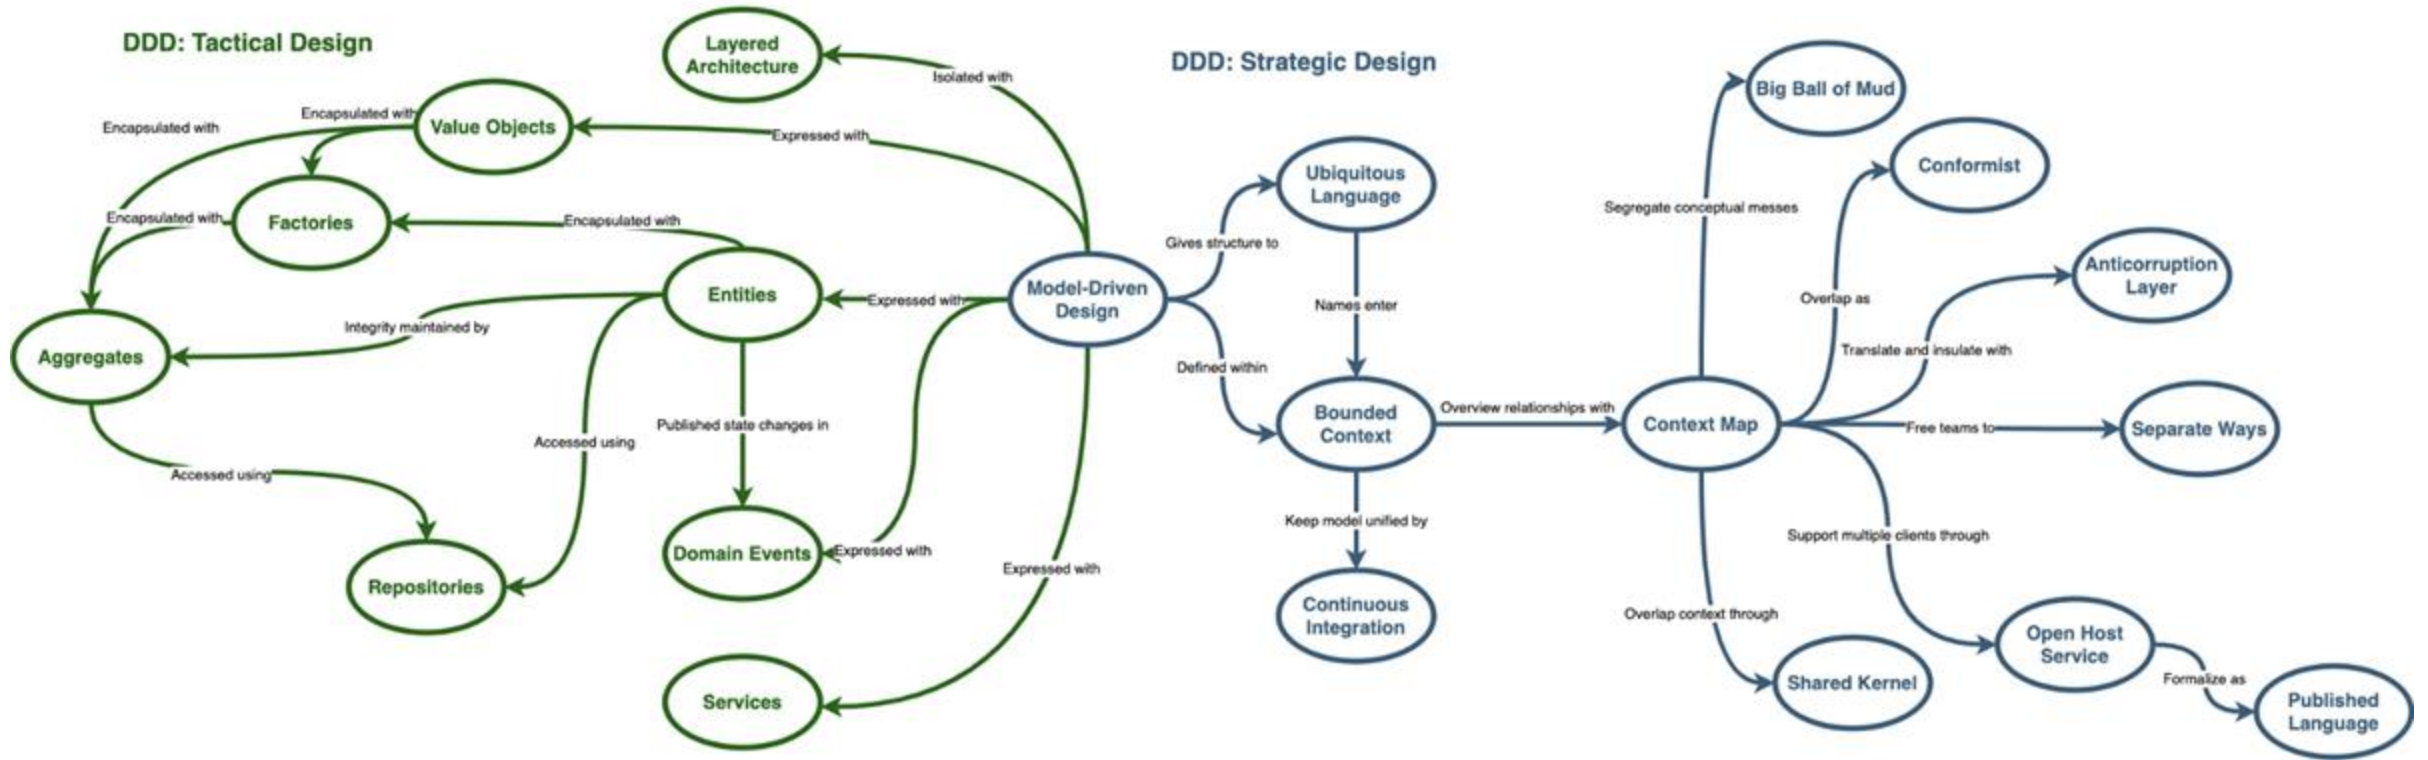 DDD: Tactical Design
Layered
Architecture
Isolated with
Encapsulated with
Encapsulated with
Value Objects
Expressed with
Encapsulated with
Factories
Encapsulated with
Entities
Expressed with
Model-Driven
Design
Integrity maintained by
Aggregates
Published state changes in
Accessed using
Accessed using
Domain Events
Expressed with
Expressed with
Repositories
Services
DDD: Strategic Design
Ubiquitous
Language
Gives structure to
Names enter
Defined within
Bounded
Context
Overview relationships with
Keep model unified by
Continuous
Integration
Context Map
Big Ball of Mud
Segregate conceptual messes
Conformist
Overlap as
Anticorruption
Layer
Translate and insulate with
Free teams to
Separate Ways
Support multiple clients through
Overlap context through
Shared Kernel
Open Host
Service
Formalize as
Published
Language